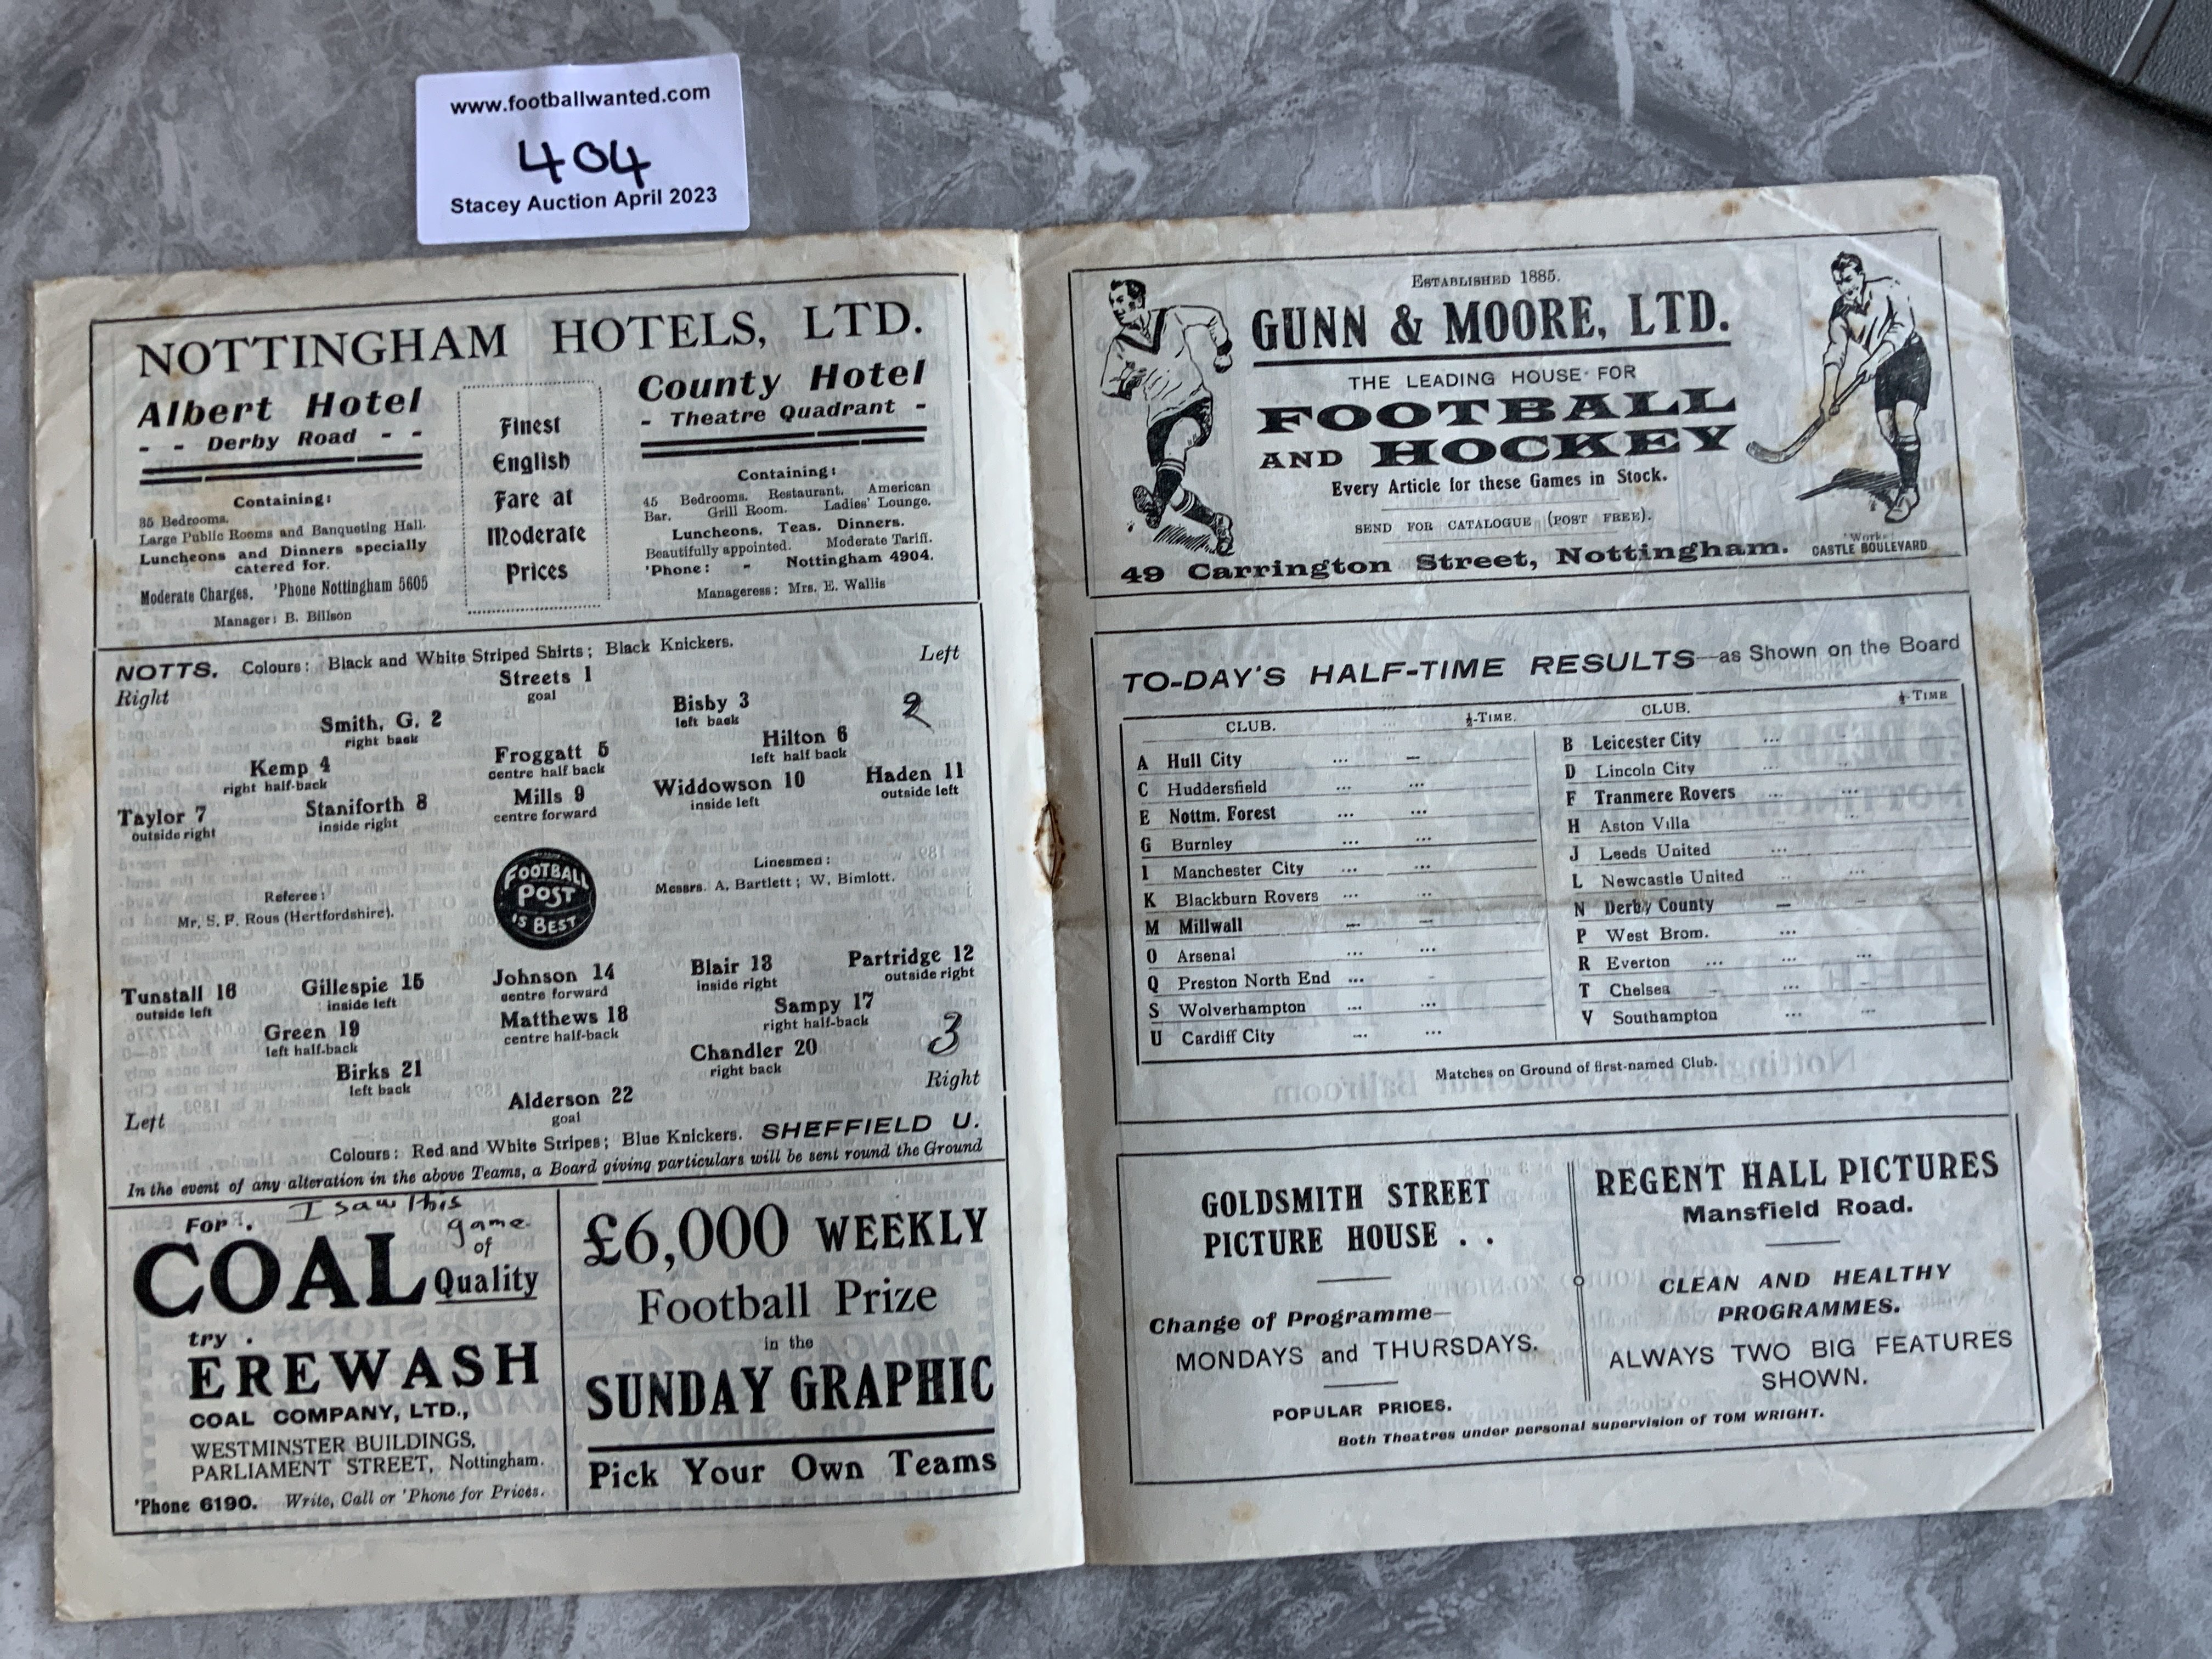 www.footballwanted.com
404
Stacey Auction April 2023
NOTTINGHAM HOTELS, LTD.
Albert Hotel
- - Derby Road - -
Containing:
35 Bedrooms.
Large Public Rooms and Banqueting Hall.
Luncheons and Dinners specially
catered for.
Moderate Charges. 'Phone Nottingham 5605
Manager: B. Billson
Finest
English
Fare at
Moderate
Prices
County Hotel
- Theatre Quadrant -
Containing:
45 Bedrooms. Restaurant. American
Bar. Grill Room. Ladies' Lounge.
Luncheons, Teas. Dinners.
Beautifully appointed. Moderate Tariff.
'Phone: - Nottingham 4904.
Manageress: Mrs. E. Wallis
NOTTS. Colours: Black and White Striped Shirts; Black Knickers.
Right Left
Streets 1
goal
Smith, G. 2 Bisby 3 2
right back left back
Kemp 4 Froggatt 5 Hilton 6
right half-back centre half back left half back
Taylor 7 Staniforth 8 Mills 9 Widdowson 10 Haden 11
outside right inside right centre forward inside left outside left
FOOTBALL
POST
IS BEST
Referee:
Mr. S. F. Rous (Hertfordshire).
Linesmen:
Messrs. A. Bartlett; W. Bimlott.
Tunstall 16 Gillespie 15 Johnson 14 Blair 13 Partridge 12
outside left inside left centre forward inside right outside right
Green 19 Matthews 18 Sampy 17
left half-back centre half back right half-back
Birks 21 Chandler 20 3
left back right back
Alderson 22
goal
Left Right
Colours: Red and White Stripes; Blue Knickers. SHEFFIELD U.
In the event of any alteration in the above Teams, a Board giving particulars will be sent round the Ground
I saw this
game
of
For .
COAL
Quality
try .
EREWASH
COAL COMPANY, LTD.,
WESTMINSTER BUILDINGS,
PARLIAMENT STREET, Nottingham.
'Phone 6190. Write, Call or 'Phone for Prices.
£6,000 WEEKLY
Football Prize
in the
SUNDAY GRAPHIC
Pick Your Own Teams
ESTABLISHED 1885.
GUNN & MOORE, LTD.
THE LEADING HOUSE FOR
FOOTBALL
AND HOCKEY
Every Article for these Games in Stock.
SEND FOR CATALOGUE (POST FREE).
49 Carrington Street, Nottingham.
Works
CASTLE BOULEVARD
TO-DAY'S HALF-TIME RESULTS—as Shown on the Board
CLUB. ½-TIME. CLUB. ½-TIME
A Hull City ... — B Leicester City ...
C Huddersfield ... ... D Lincoln City ...
E Nottm. Forest ... ... F Tranmere Rovers ... ...
G Burnley ... ... H Aston Villa
I Manchester City ... ... J Leeds United ...
K Blackburn Rovers ... ... L Newcastle United ...
M Millwall — — N Derby County —
O Arsenal ... ... P West Brom. ...
Q Preston North End ... R Everton ... ... ...
S Wolverhampton ... ... T Chelsea ... ...
U Cardiff City ... ... V Southampton ... ...
Matches on Ground of first-named Club.
GOLDSMITH STREET
PICTURE HOUSE . .
Change of Programme—
MONDAYS and THURSDAYS.
POPULAR PRICES.
REGENT HALL PICTURES
Mansfield Road.
CLEAN AND HEALTHY
PROGRAMMES.
ALWAYS TWO BIG FEATURES
SHOWN.
Both Theatres under personal supervision of TOM WRIGHT.